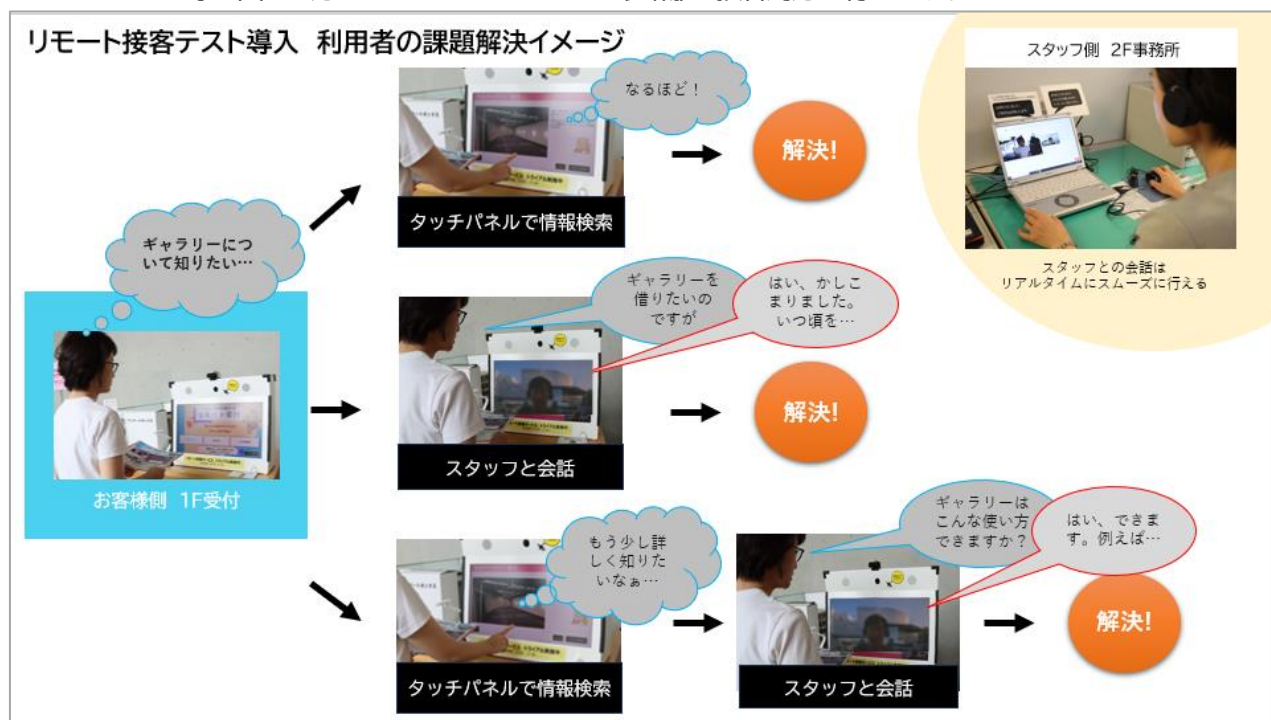 リモート接客テスト導入 利用者の課題解決イメージ
スタッフ側 2F事務所
スタッフとの会話は
リアルタイムにスムーズに行える
ギャラリーにつ
いて知りたい…
お客様側 1F受付
なるほど！
タッチパネルで情報検索
解決!
ギャラリーを
借りたいの
ですが
はい、かしこ
まりました。
いつ頃を…
スタッフと会話
解決!
もう少し詳
しく知りた
いなぁ…
タッチパネルで情報検索
ギャラリーは
こんな使い方
できますか？
はい、できま
す。例えば…
スタッフと会話
解決!